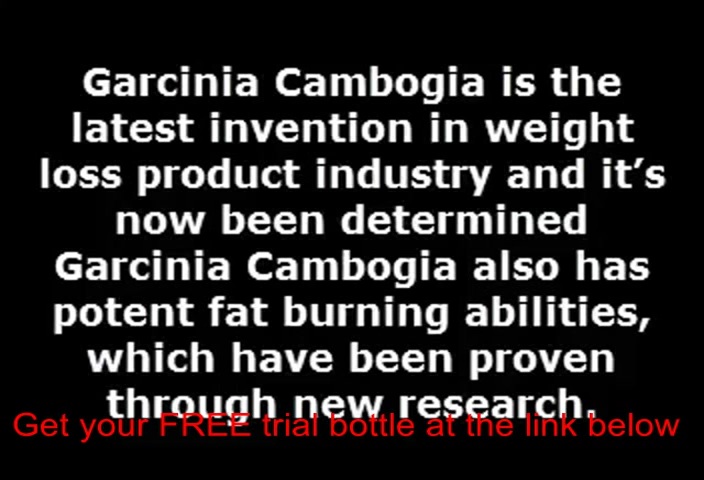 Garcinia Cambogia is the
latest invention in weight
loss product industry and it’s
now been determined
Garcinia Cambogia also has
potent fat burning abilities,
which have been proven
through new research.
Get your FREE trial bottle at the link below